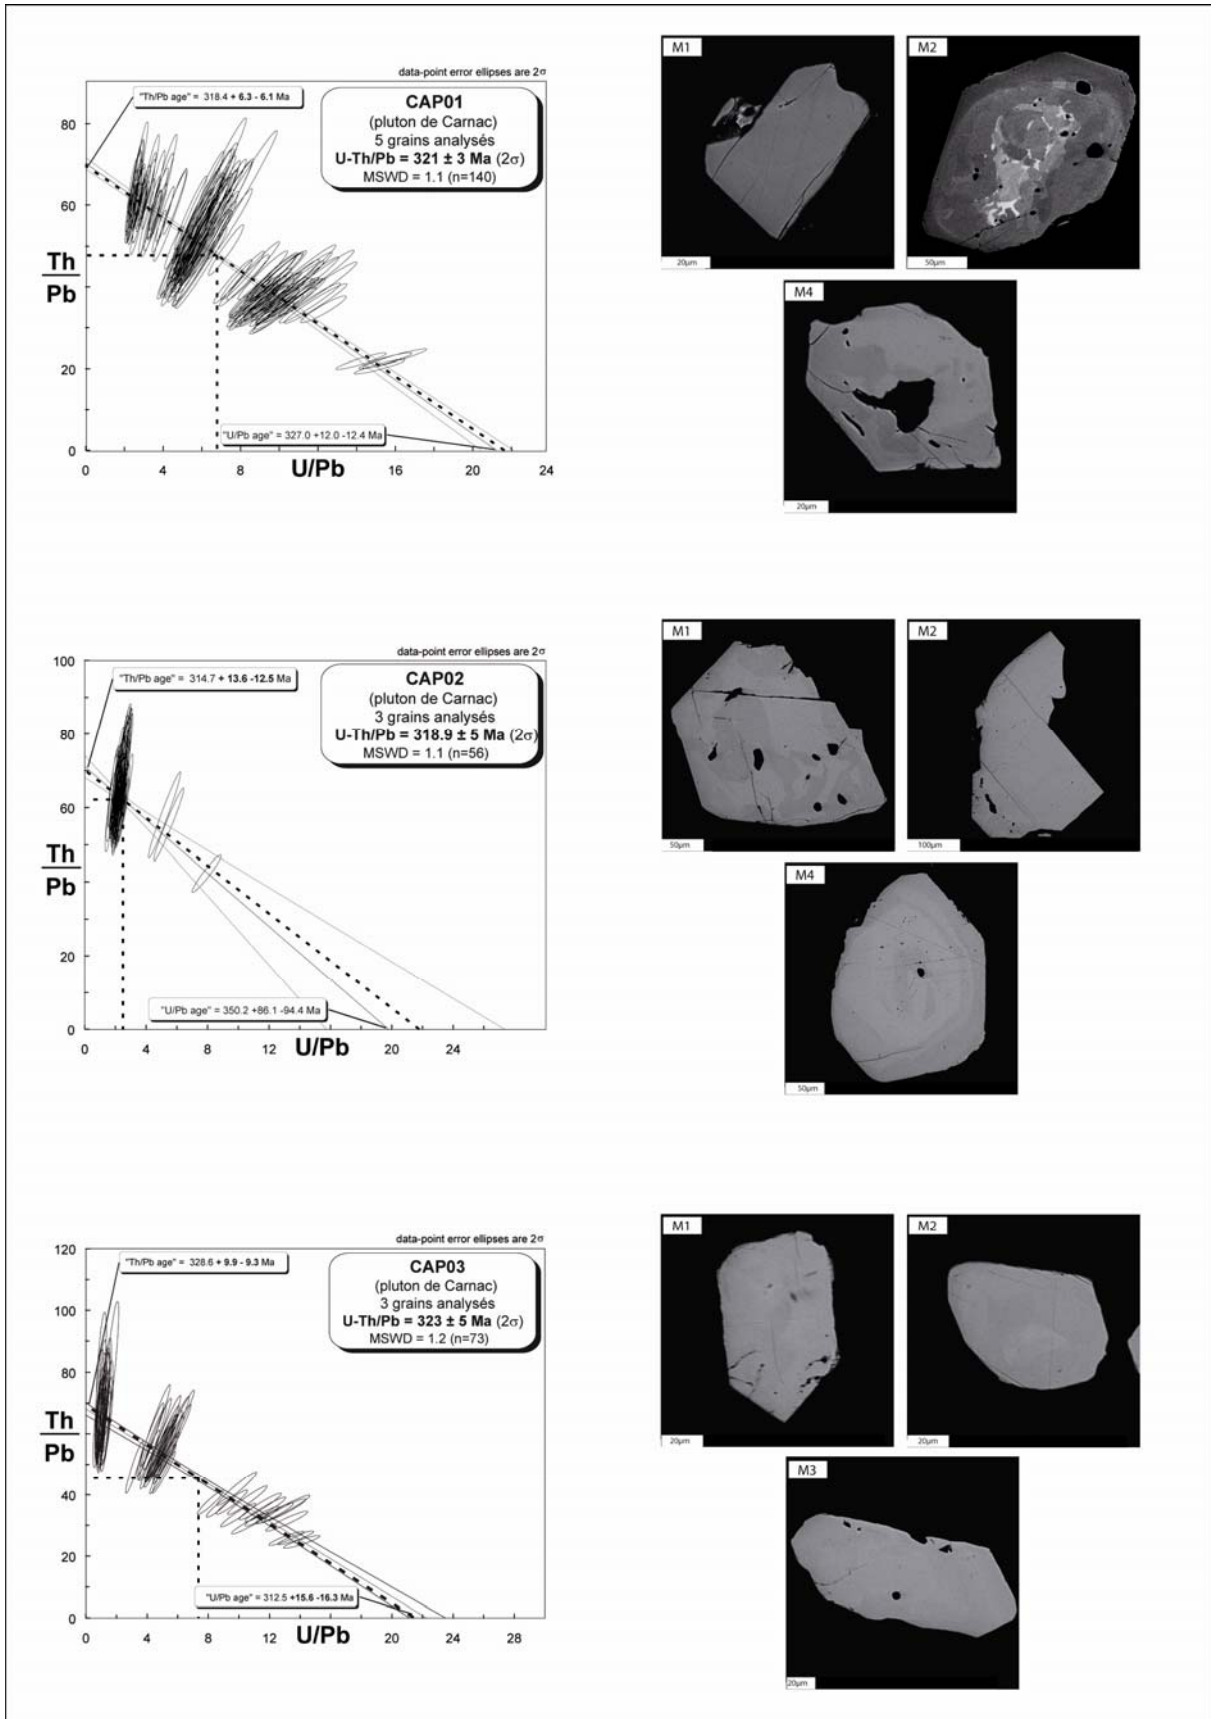 data-point error ellipses are 2σ
"Th/Pb age" = 318.4 + 6.3 - 6.1 Ma
CAP01
(pluton de Carnac)
5 grains analysés
U-Th/Pb = 321 ± 3 Ma (2σ)
MSWD = 1.1 (n=140)
80
60
Th
Pb
40
20
0
"U/Pb age" = 327.0 +12.0 -12.4 Ma
0
4
8
U/Pb
16
20
24
M1
20µm
M2
50µm
M4
20µm
data-point error ellipses are 2σ
"Th/Pb age" = 314.7 + 13.6 -12.5 Ma
CAP02
(pluton de Carnac)
3 grains analysés
U-Th/Pb = 318.9 ± 5 Ma (2σ)
MSWD = 1.1 (n=56)
100
80
60
Th
Pb
40
20
0
"U/Pb age" = 350.2 +86.1 -94.4 Ma
0
4
8
12
U/Pb
20
24
M1
50µm
M2
100µm
M4
50µm
data-point error ellipses are 2σ
"Th/Pb age" = 328.6 + 9.9 - 9.3 Ma
CAP03
(pluton de Carnac)
3 grains analysés
U-Th/Pb = 323 ± 5 Ma (2σ)
MSWD = 1.2 (n=73)
120
100
80
60
Th
Pb
40
20
0
"U/Pb age" = 312.5 +15.6 -16.3 Ma
0
4
8
12
U/Pb
20
24
28
M1
20µm
M2
20µm
M3
20µm